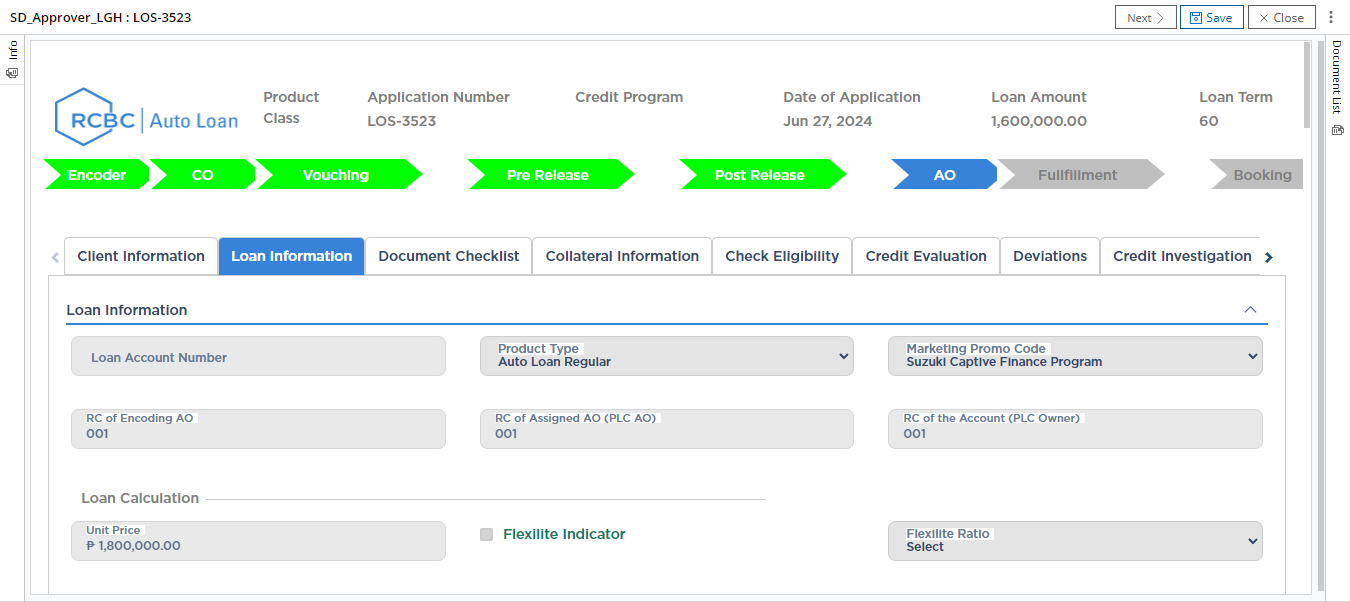 SD_Approver_LGH : LOS-3523
Next
Save
Close
Info
Document List
RCBC | Auto Loan
Product Class
Application Number
LOS-3523
Credit Program
Date of Application
Jun 27, 2024
Loan Amount
1,600,000.00
Loan Term
60
Encoder
CO
Vouching
Pre Release
Post Release
AO
Fullfillment
Booking
Client Information
Loan Information
Document Checklist
Collateral Information
Check Eligibility
Credit Evaluation
Deviations
Credit Investigation
Loan Information
Loan Account Number
Product Type
Auto Loan Regular
Marketing Promo Code
Suzuki Captive Finance Program
RC of Encoding AO
001
RC of Assigned AO (PLC AO)
001
RC of the Account (PLC Owner)
001
Loan Calculation
Unit Price
₱ 1,800,000.00
Flexilite Indicator
Flexilite Ratio
Select